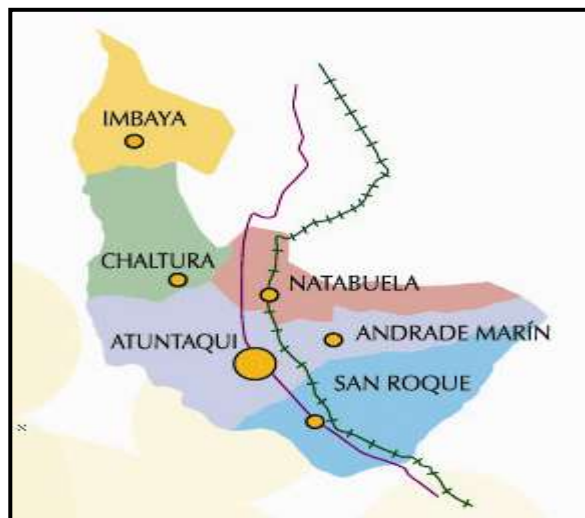 IMBAYA
CHALTURA
NATABUELA
ATUNTAQUI
ANDRADE MARÍN
SAN ROQUE